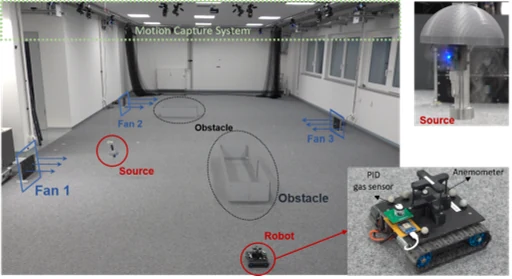 Motion Capture System
Fan 2
Obstacle
Fan 3
Source
Fan 1
Obstacle
Robot
Source
PID
gas sensor
Anemometer